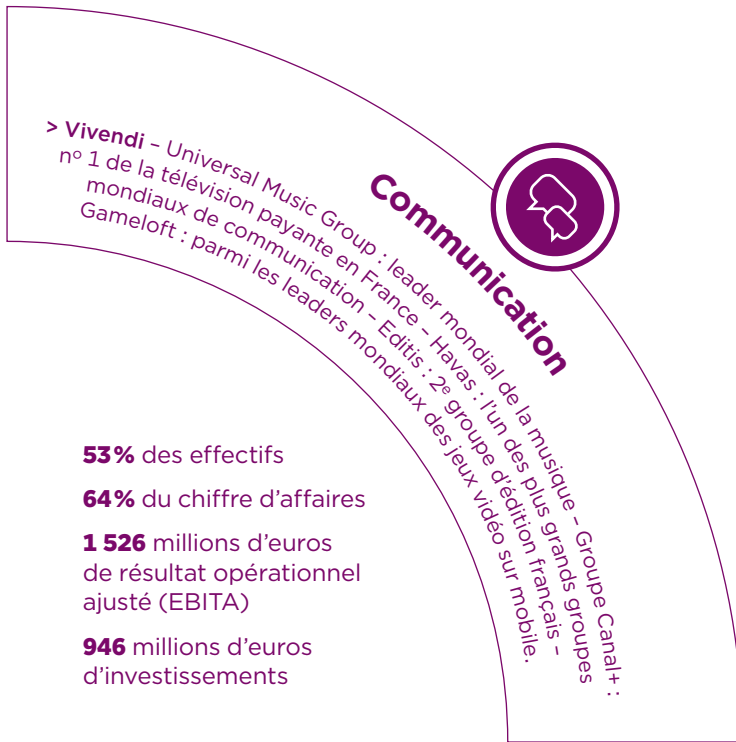 Communication
> Vivendi – Universal Music Group : leader mondial de la musique – Groupe Canal+ :
nº 1 de la télévision payante en France – Havas : l'un des plus grands groupes
mondiaux de communication – Editis : 2e groupe d'édition français –
Gameloft : parmi les leaders mondiaux des jeux vidéo sur mobile.
53% des effectifs
64% du chiffre d'affaires
1 526 millions d'euros
de résultat opérationnel
ajusté (EBITA)
946 millions d'euros
d'investissements